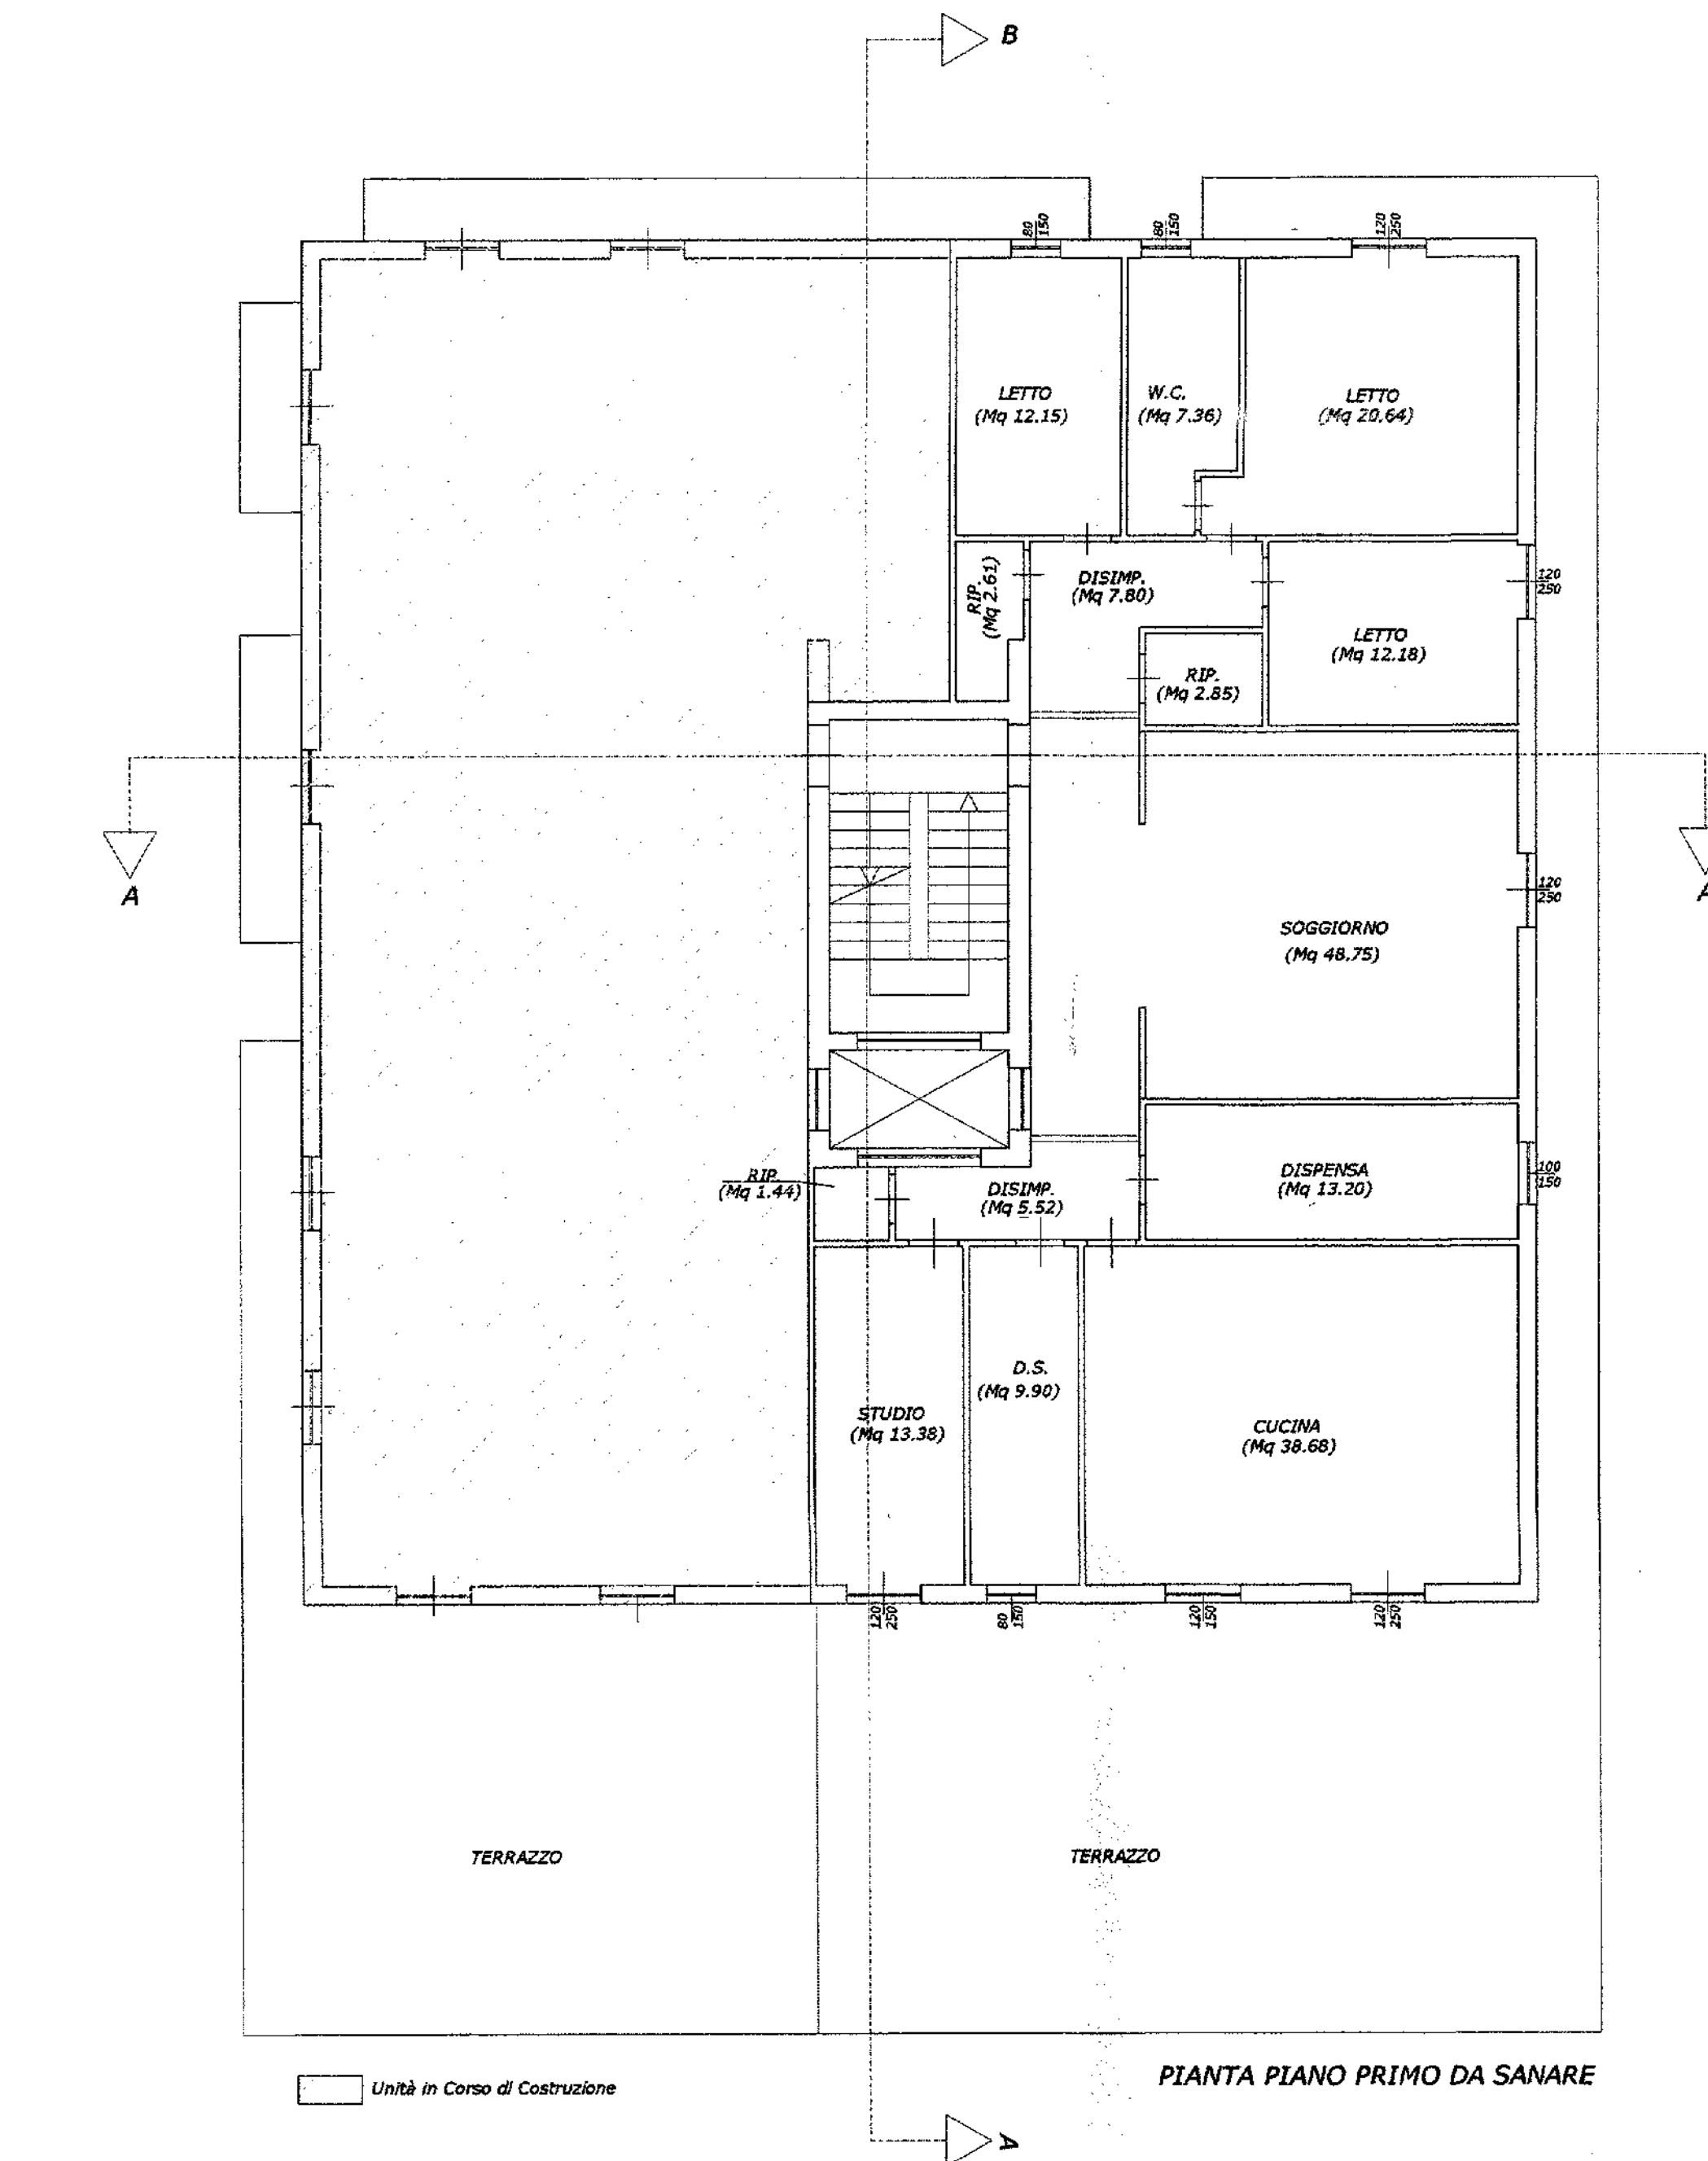 B
80
150
80
150
120
250
LETTO
(Mq 12.15)
W.C.
(Mq 7.36)
LETTO
(Mq 20.64)
RIP.
(Mq 2.61)
DISIMP.
(Mq 7.80)
120
250
LETTO
(Mq 12.18)
RIP.
(Mq 2.85)
A
A
120
250
SOGGIORNO
(Mq 48.75)
RIP.
(Mq 1.44)
DISIMP.
(Mq 5.52)
DISPENSA
(Mq 13.20)
100
150
D.S.
(Mq 9.90)
STUDIO
(Mq 13.38)
CUCINA
(Mq 38.68)
120
250
80
150
120
150
120
250
TERRAZZO
TERRAZZO
Unità in Corso di Costruzione
PIANTA PIANO PRIMO DA SANARE
A